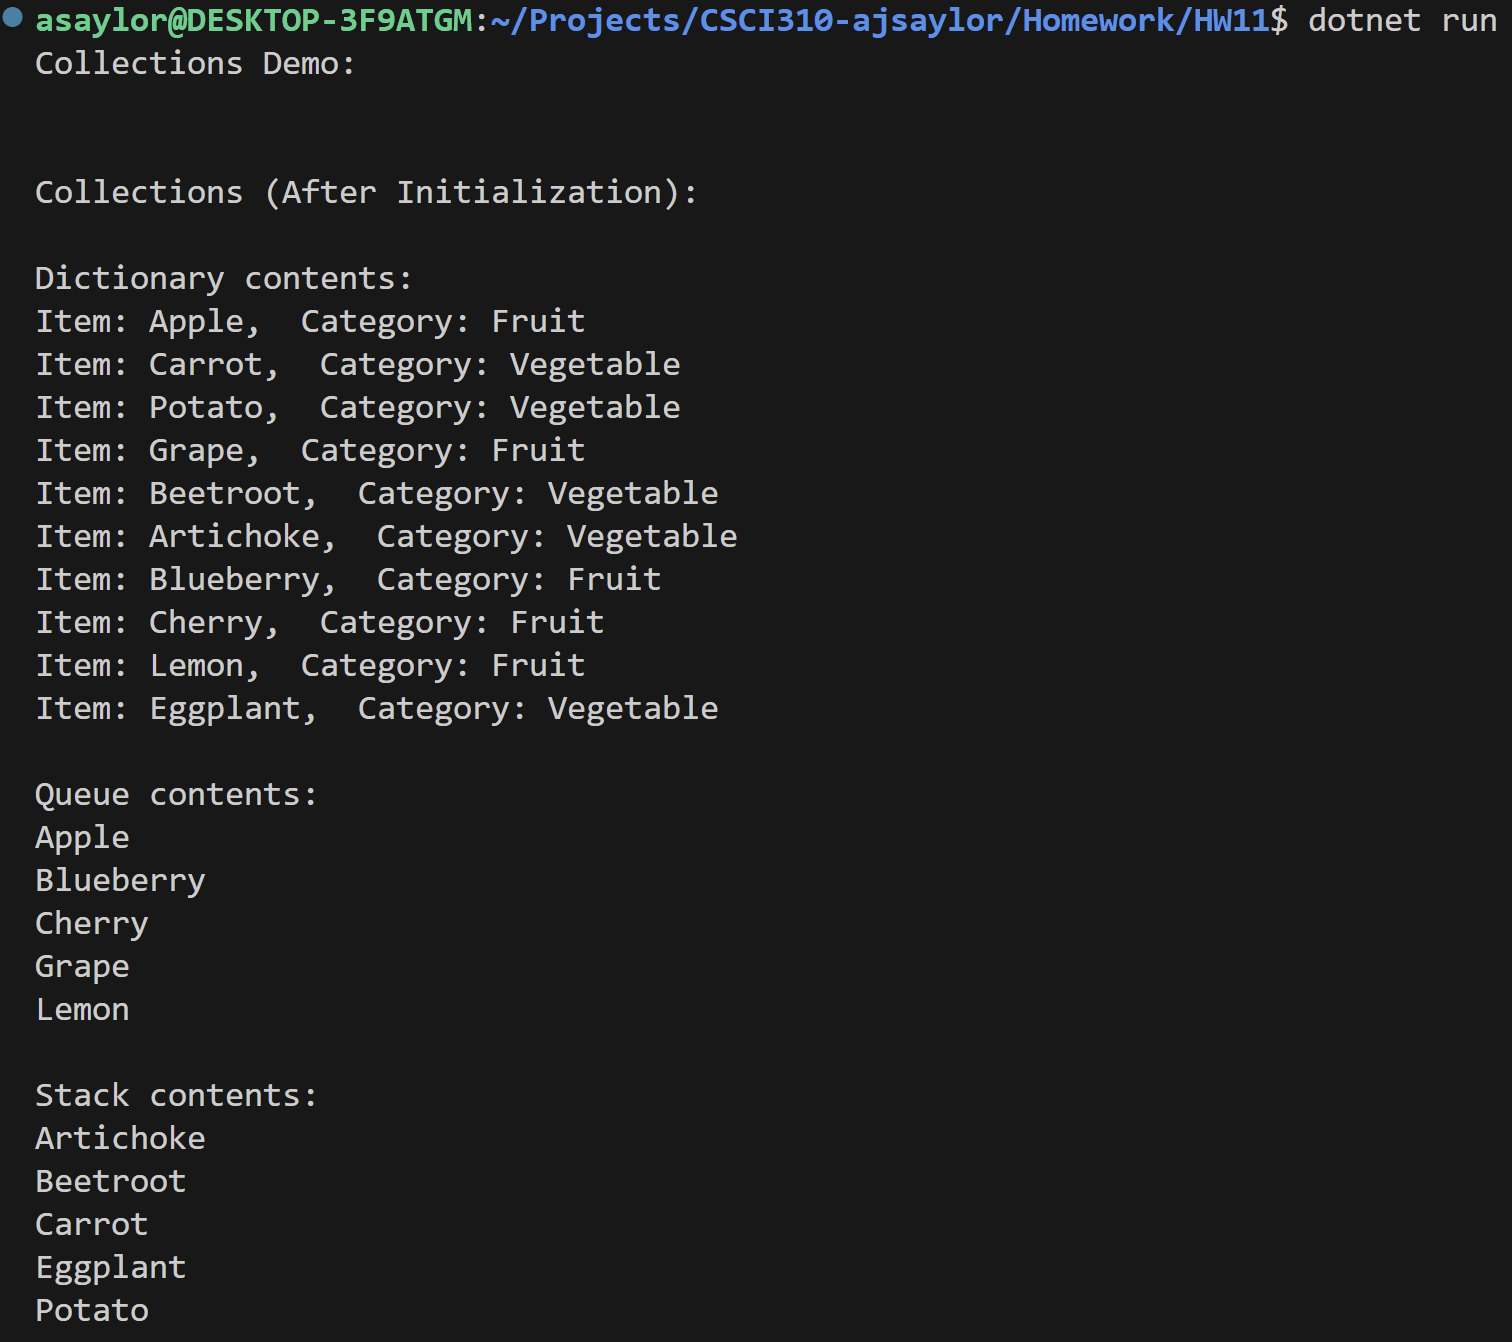 asaylor@DESKTOP-3F9ATGM:~/Projects/CSCI310-ajsaylor/Homework/HW11$ dotnet run
Collections Demo:
Collections (After Initialization):
Dictionary contents:
Item: Apple,  Category: Fruit
Item: Carrot,  Category: Vegetable
Item: Potato,  Category: Vegetable
Item: Grape,  Category: Fruit
Item: Beetroot,  Category: Vegetable
Item: Artichoke,  Category: Vegetable
Item: Blueberry,  Category: Fruit
Item: Cherry,  Category: Fruit
Item: Lemon,  Category: Fruit
Item: Eggplant,  Category: Vegetable
Queue contents:
Apple
Blueberry
Cherry
Grape
Lemon
Stack contents:
Artichoke
Beetroot
Carrot
Eggplant
Potato